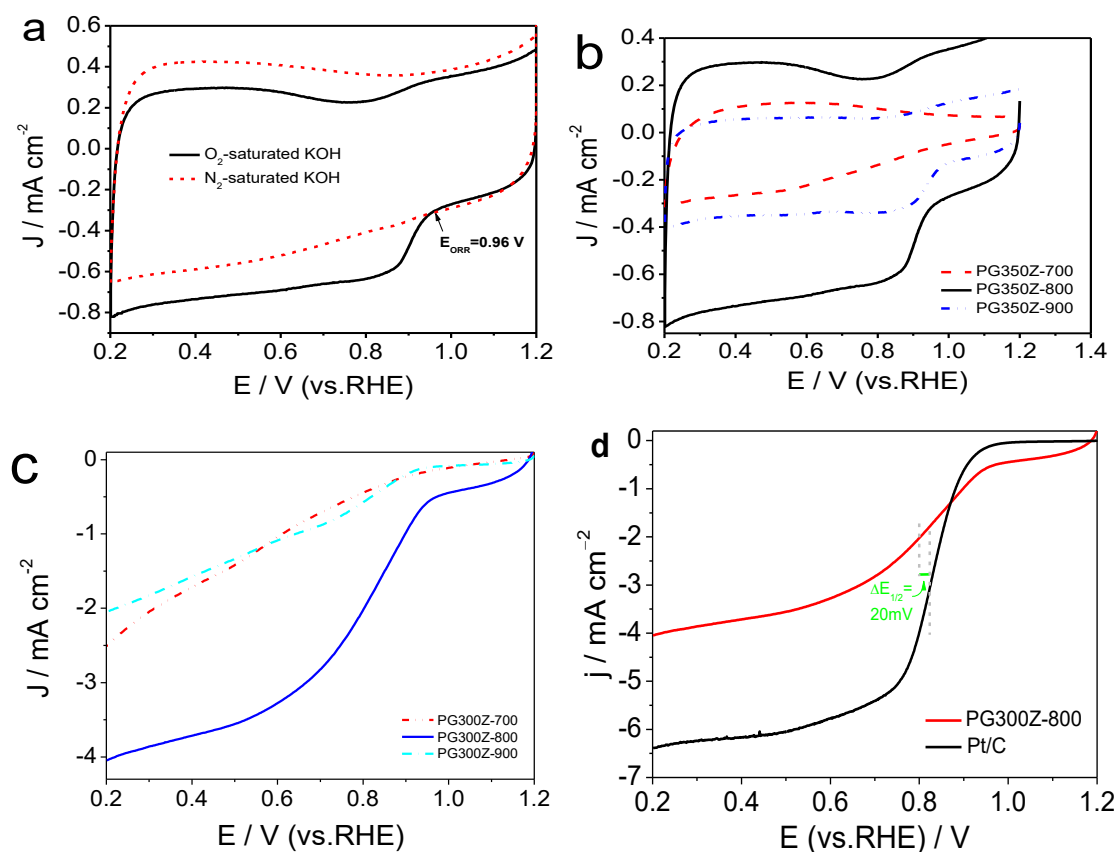 a
0.6
0.4
0.2
0.0
-0.2
-0.4
-0.6
-0.8
J / mA cm⁻²
O₂-saturated KOH
N₂-saturated KOH
E_ORR=0.96 V
0.2 0.4 0.6 0.8 1.0 1.2
E / V (vs.RHE)
b
0.4
0.2
0.0
-0.2
-0.4
-0.6
-0.8
J / mA cm⁻²
PG350Z-700
PG350Z-800
PG350Z-900
0.2 0.4 0.6 0.8 1.0 1.2 1.4
E / V (vs.RHE)
c
0
-1
-2
-3
-4
J / mA cm⁻²
PG300Z-700
PG300Z-800
PG300Z-900
0.2 0.4 0.6 0.8 1.0 1.2
E / V (vs.RHE)
d
0
-1
-2
-3
-4
-5
-6
-7
j / mA cm⁻²
ΔE₁/₂=
20mV
PG300Z-800
Pt/C
0.2 0.4 0.6 0.8 1.0 1.2
E (vs.RHE) / V